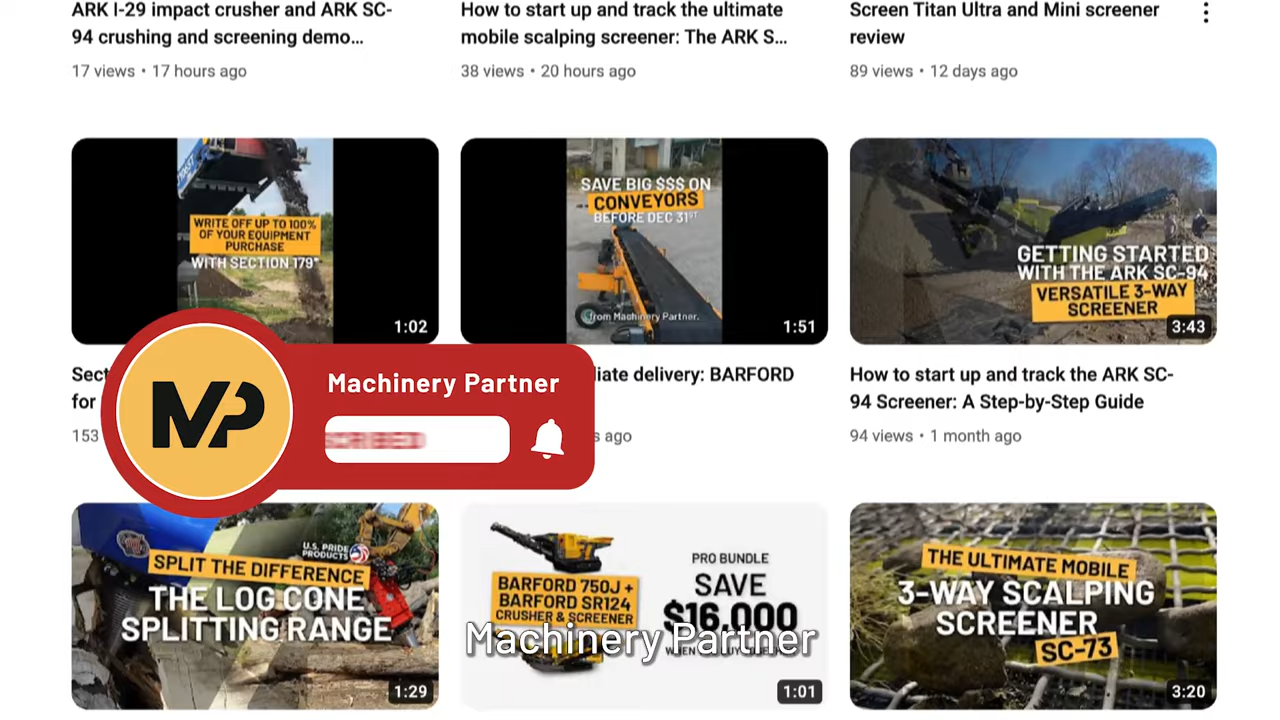 ARK I-29 impact crusher and ARK SC-
94 crushing and screening demo…
17 views • 17 hours ago
How to start up and track the ultimate
mobile scalping screener: The ARK S…
38 views • 20 hours ago
Screen Titan Ultra and Mini screener
review
89 views • 12 days ago
WRITE OFF UP TO 100%
OF YOUR EQUIPMENT
PURCHASE
WITH SECTION 179*
1:02
SAVE BIG $$$ ON
CONVEYORS
BEFORE DEC 31ST
from Machinery Partner.
1:51
GETTING STARTED
WITH THE ARK SC-94
VERSATILE 3-WAY
SCREENER
3:43
Sect
for
153
liate delivery: BARFORD
s ago
How to start up and track the ARK SC-
94 Screener: A Step-by-Step Guide
94 views • 1 month ago
MP
Machinery Partner
U.S. PRIDE
PRODUCTS
SPLIT THE DIFFERENCE
THE LOG CONE
SPLITTING RANGE
1:29
BARFORD 750J +
BARFORD SR124
CRUSHER & SCREENER
PRO BUNDLE
SAVE
$16,000
Machinery Partner
1:01
THE ULTIMATE MOBILE
3-WAY SCALPING
SCREENER
SC-73
3:20